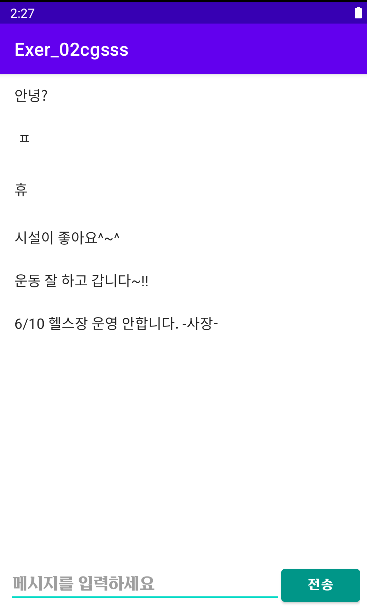 2:27
Exer_02cgsss
안녕?
ㅍ
휴
시설이 좋아요^~^
운동 잘 하고 갑니다~!!
6/10 헬스장 운영 안합니다. -사장-
메시지를 입력하세요
전송